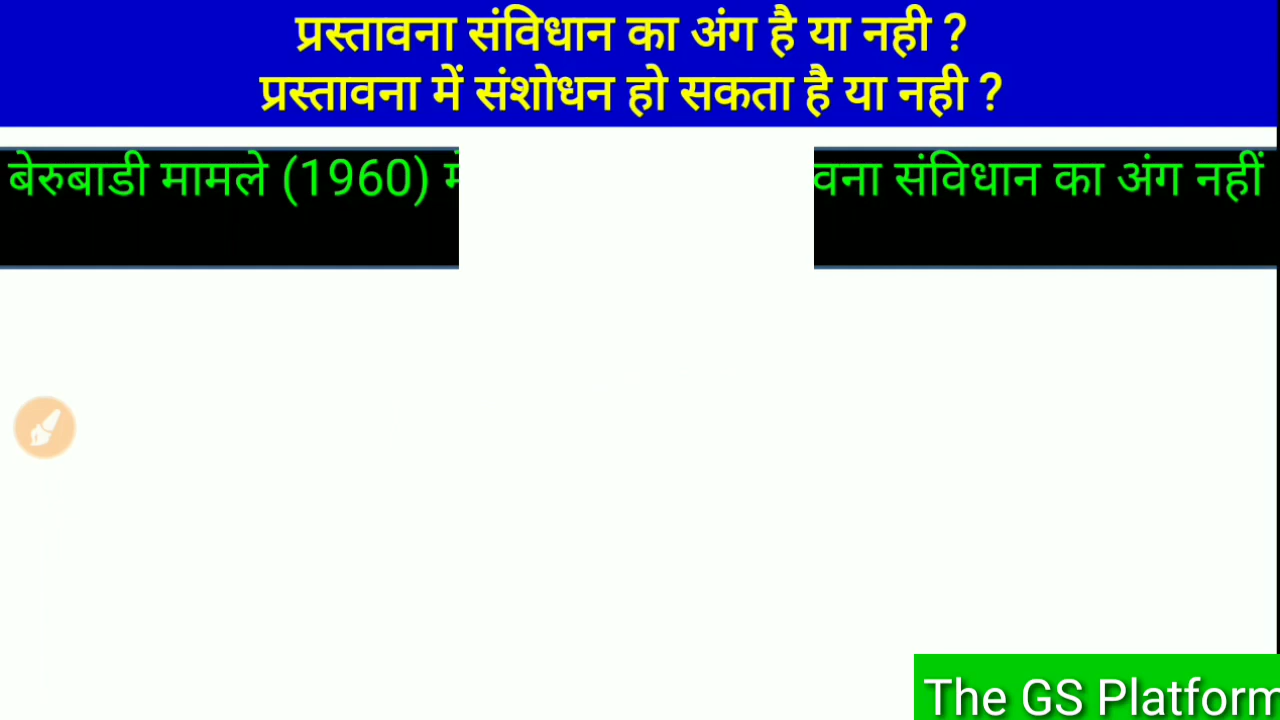 प्रस्तावना संविधान का अंग है या नही ?
प्रस्तावना में संशोधन हो सकता है या नही ?
बेरुबाडी मामले (1960) वना संविधान का अंग नहीं
The GS Platform